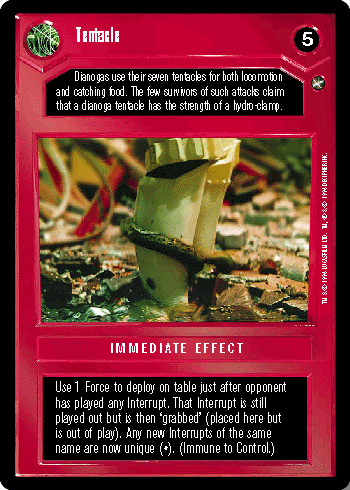 Tentacle
5
Dianogas use their seven tentacles for both locomotion
and catching food. The few survivors of such attacks claim
that a dianoga tentacle has the strength of a hydro-clamp.
IMMEDIATE EFFECT
Use 1 Force to deploy on table just after opponent
has played any Interrupt. That Interrupt is still
played out but is then 'grabbed' (placed here but
is out of play). Any new Interrupts of the same
name are now unique (•). (Immune to Control.)